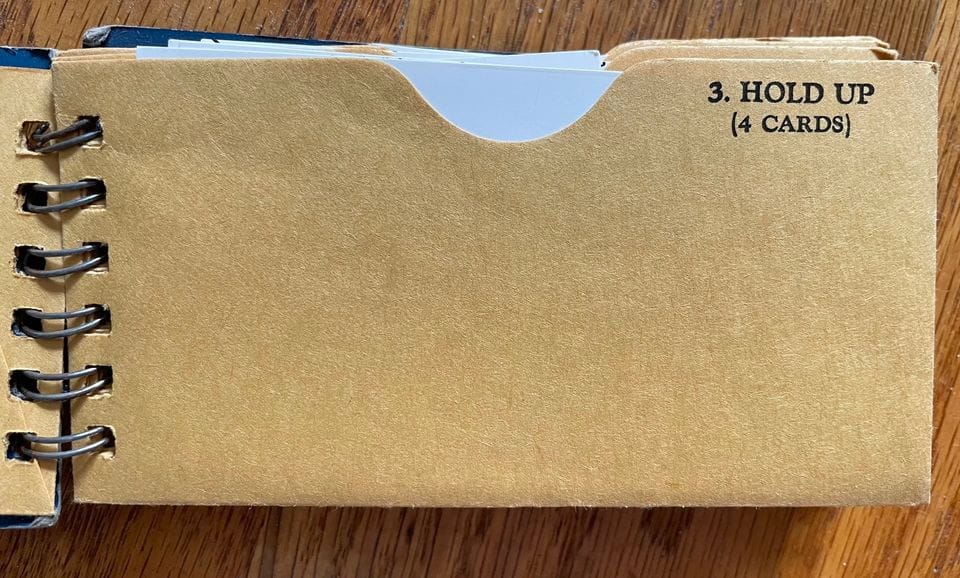 3. HOLD UP
(4 CARDS)